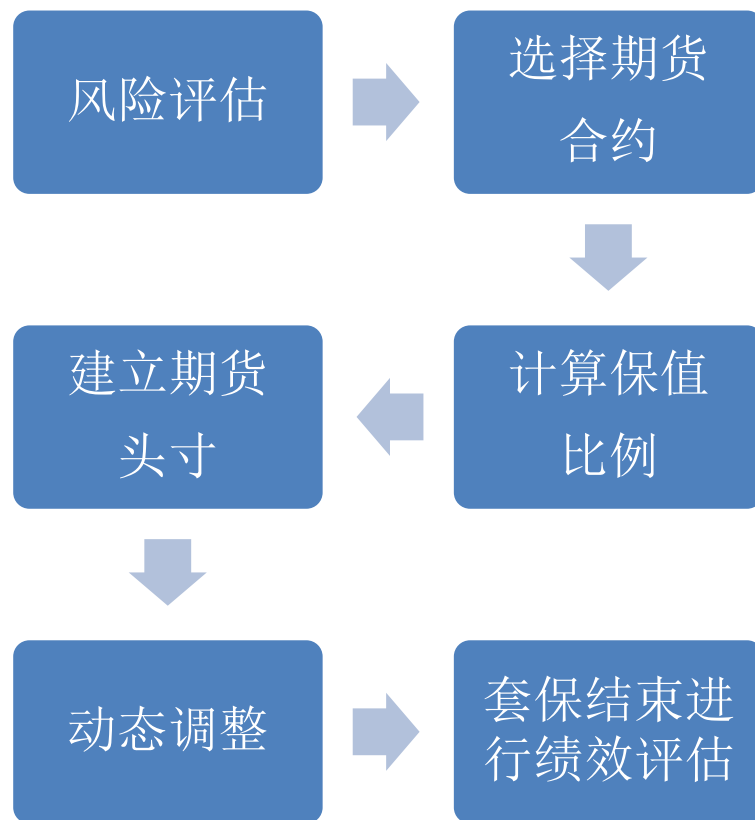 风险评估
选择期货
合约
计算保值
比例
建立期货
头寸
动态调整
套保结束进
行绩效评估